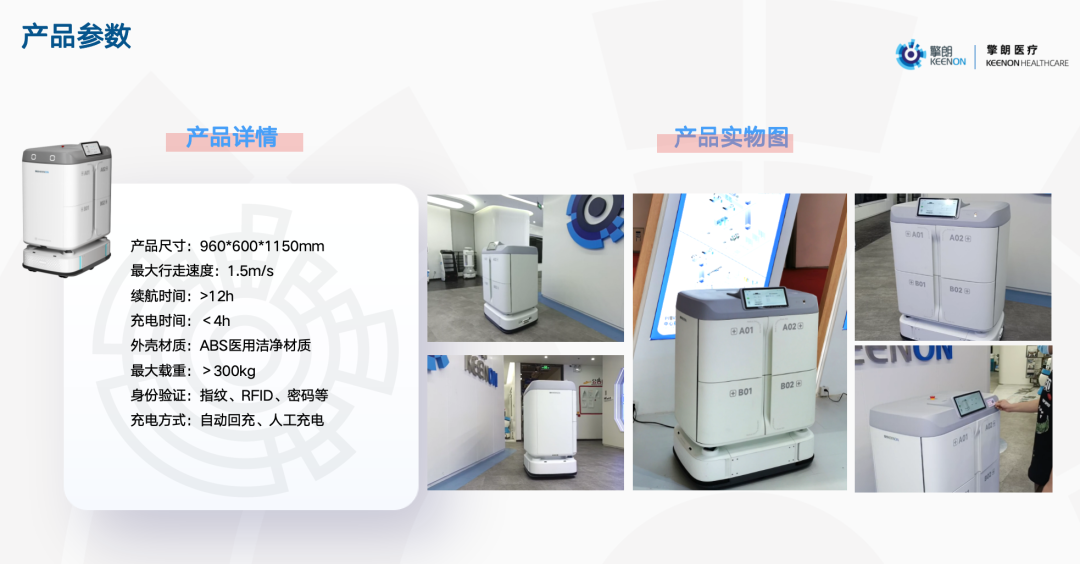 产品参数
擎朗
KEENON
擎朗医疗
KEENON HEALTHCARE
产品详情
产品实物图
产品尺寸：960*600*1150mm
最大行走速度：1.5m/s
续航时间：>12h
充电时间：＜4h
外壳材质：ABS医用洁净材质
最大载重：＞300kg
身份验证：指纹、RFID、密码等
充电方式：自动回充、人工充电
KEENON
A01
A02
B01
B02
A01
A02
B01
B02
KEENON
A01
A02
B02